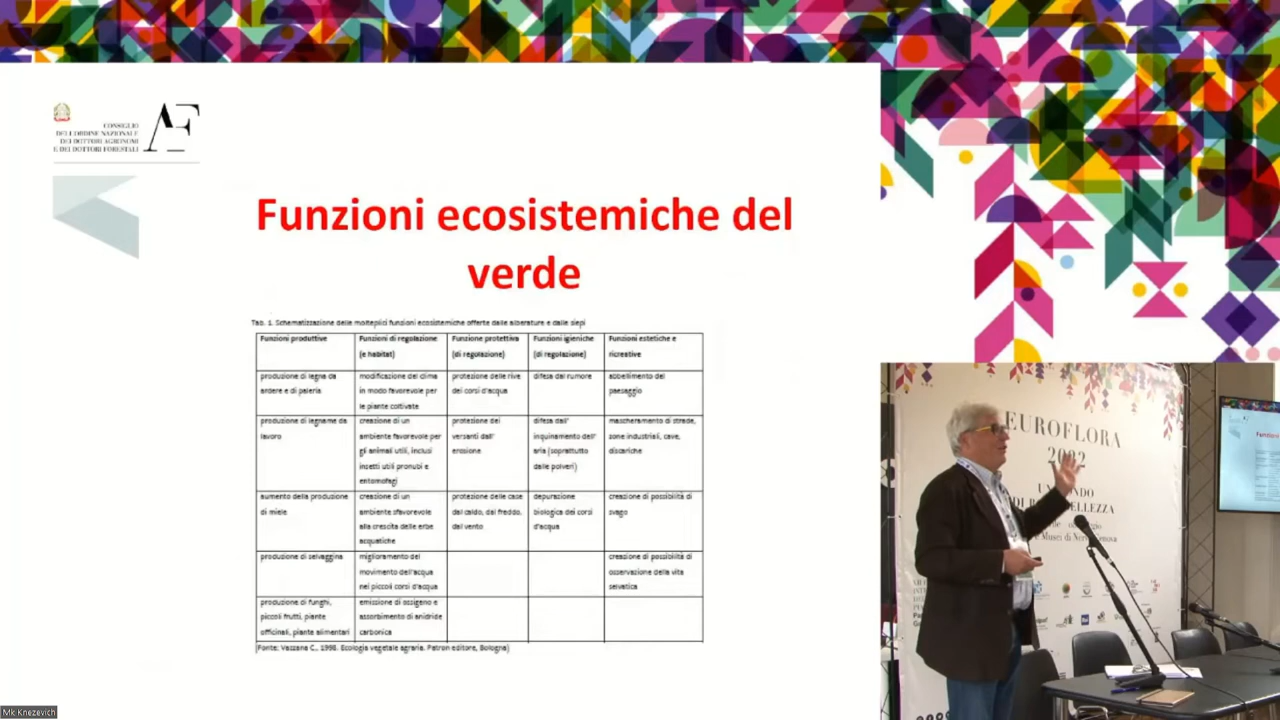 CONSIGLIO
DELL'ORDINE NAZIONALE
DEI DOTTORI AGRONOMI
E DEI DOTTORI FORESTALI
AF
Funzioni ecosistemiche del
verde
Tab. 1. Schematizzazione delle molteplici funzioni ecosistemiche offerte dalle alberature e dalle siepi
Funzioni produttive
Funzioni di regolazione
(e habitat)
Funzione protettiva
(di regolazione)
Funzioni igieniche
(di regolazione)
Funzioni estetiche e
ricreative
produzione di legna da
ardere e di paleria
modificazione del clima
in modo favorevole per
le piante coltivate
protezione delle rive
dei corsi d'acqua
difesa dal rumore
abbellimento del
paesaggio
produzione di legname da
lavoro
creazione di un
ambiente favorevole per
gli animali utili, inclusi
insetti utili pronubi e
entomofagi
protezione dei
versanti dall'
erosione
difesa dall'
inquinamento dell'
aria (soprattutto
dalle polveri)
mascheramento di strade,
zone industriali, cave,
discariche
aumento della produzione
di miele
creazione di un
ambiente sfavorevole
alla crescita delle erbe
acquatiche
protezione delle case
dal caldo, dal freddo,
dal vento
depurazione
biologica dei corsi
d'acqua
creazione di possibilità di
svago
produzione di selvaggina
miglioramento del
movimento dell'acqua
nei piccoli corsi d'acqua
creazione di possibilità di
osservazione della vita
selvatica
produzione di funghi,
piccoli frutti, piante
officinali, piante alimentari
emissione di ossigeno e
assorbimento di anidride
carbonica
(Fonte: Vazzana C., 1998. Ecologia vegetale agraria. Patron editore, Bologna)
EUROFLORA
2022
Mk Knezevich